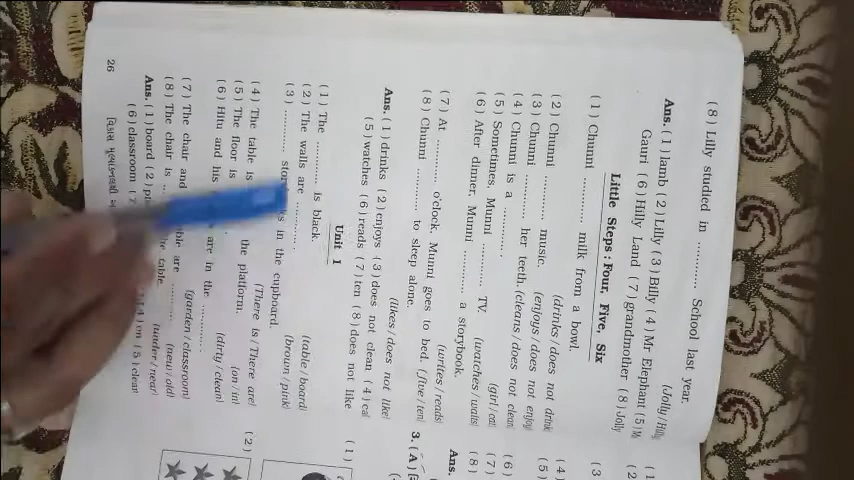 (8) Lilly studied in ............ School last year.
(Jolly / Hilly
Ans. (1) lamb (2) Lilly (3) Billy (4) Mr Elephant (5)
Gauri (6) Hilly Land (7) grandmother (8) Jolly
Little Steps : Four, Five, Six
(1) Chunni ............ milk from a bowl.
(drinks / does not drink
(2) Chunni ............ music. (enjoys / does not enjoy
(3) Chunni ............ her teeth. (cleans / does not clean
(4) Chunni is a ............. (girl / cat
(5) Sometimes, Munni ............ TV. (watches / waits
(6) After dinner, Munni ............ a storybook.
(writes / reads
(7) At ............ o'clock, Munni goes to bed. (five / ten
(8) Chunni ............ to sleep alone.
(likes / does not like
Ans. (1) drinks (2) enjoys (3) does not clean (4) cat
(5) watches (6) reads (7) ten (8) does not like
Unit 1
(1) The ............ is black. (table / board
(2) The walls are ............. (brown / pink
(3) ............ in the cupboard.
(There is / There are
(4) The table is (on / in
the platform.
(5) The floor is (dirty / clean
(6) Hitu and his are in the .............
(garden / classroom
(7) The chair and are ............ (new / old
(8) The chair is table. (under / near
Ans. (1) board (2) (4) on (5) clean
(6) classroom (7
26
3. (A)
Ans.
(1)
(2)